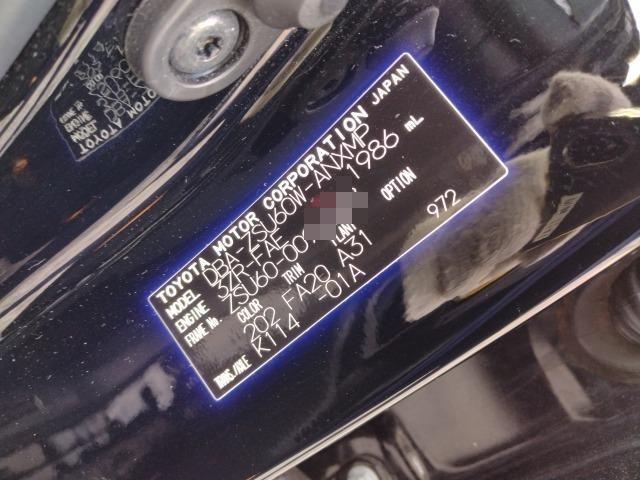 TOYOTA MOTOR CORPORATION JAPAN
MODEL DBA-ZSU60W-ANXMP
ENGINE 3ZR-FAE 1986 mL
FRAME No. ZSU60-00
COLOR TRIM PLANT OPTION
202 FA20 A31 972
TRANS./AXLE K114 -01A